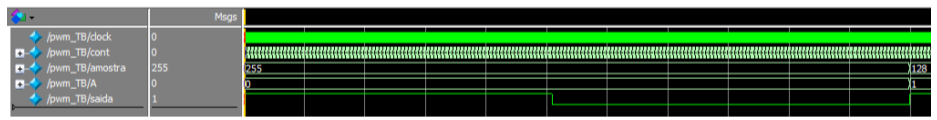 Msgs
/pwm_TB/clock 0
/pwm_TB/cont 0
/pwm_TB/amostra 255 255 128
/pwm_TB/A 0 0 1
/pwm_TB/saida 1